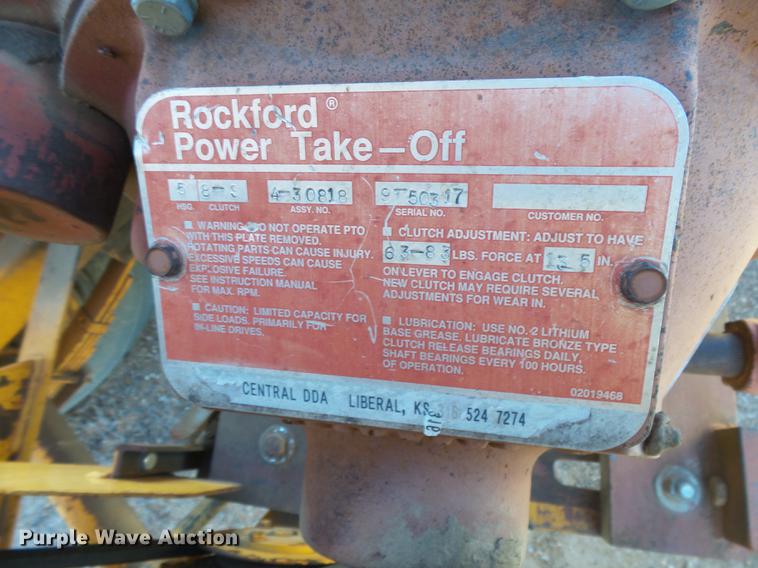 Rockford®
Power Take–Off
5 8-S 4-30818 9T50317
HSG. CLUTCH ASSY. NO. SERIAL NO. CUSTOMER NO.
■ WARNING: DO NOT OPERATE PTO
WITH THIS PLATE REMOVED.
ROTATING PARTS CAN CAUSE INJURY.
EXCESSIVE SPEEDS CAN CAUSE
EXPLOSIVE FAILURE.
SEE INSTRUCTION MANUAL
FOR MAX. RPM.
■ CAUTION: LIMITED CAPACITY FOR
SIDE LOADS. PRIMARILY FOR
IN-LINE DRIVES.
■ CLUTCH ADJUSTMENT: ADJUST TO HAVE
63-83 LBS. FORCE AT 5 IN.
ON LEVER TO ENGAGE CLUTCH.
NEW CLUTCH MAY REQUIRE SEVERAL
ADJUSTMENTS FOR WEAR IN.
■ LUBRICATION: USE NO. 2 LITHIUM
BASE GREASE. LUBRICATE BRONZE TYPE
CLUTCH RELEASE BEARINGS DAILY,
SHAFT BEARINGS EVERY 100 HOURS.
OF OPERATION.
02019468
CENTRAL DDA LIBERAL, KS 316 524 7274
Purple Wave Auction